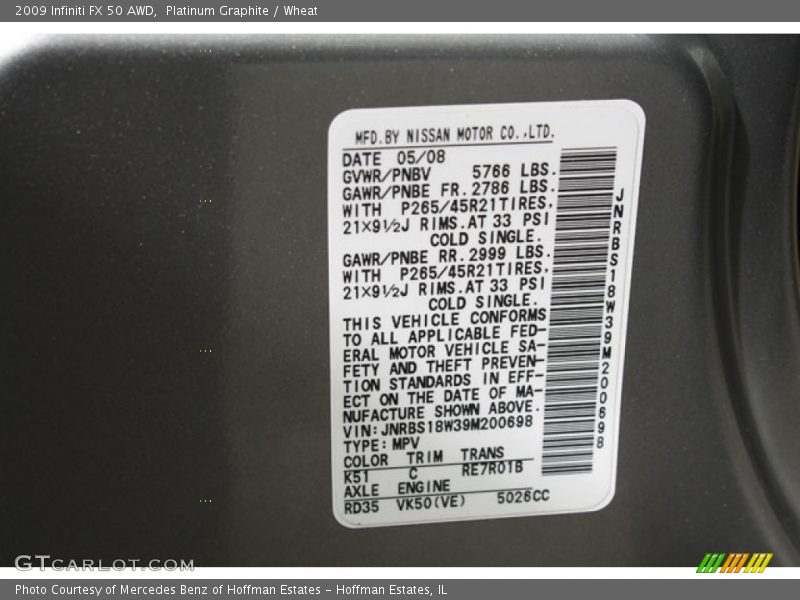 2009 Infiniti FX 50 AWD, Platinum Graphite / Wheat
MFD.BY NISSAN MOTOR CO.,LTD.
DATE 05/08
GVWR/PNBV 5766 LBS.
GAWR/PNBE FR.2786 LBS.
WITH P265/45R21TIRES,
21×9½J RIMS.AT 33 PSI
COLD SINGLE.
GAWR/PNBE RR.2999 LBS.
WITH P265/45R21TIRES,
21×9½J RIMS.AT 33 PSI
COLD SINGLE.
THIS VEHICLE CONFORMS
TO ALL APPLICABLE FED-
ERAL MOTOR VEHICLE SA-
FETY AND THEFT PREVEN-
TION STANDARDS IN EFF-
ECT ON THE DATE OF MA-
NUFACTURE SHOWN ABOVE.
VIN:JNRBS18W39M200698
TYPE:MPV
COLOR TRIM TRANS
K51 C RE7R01B
AXLE ENGINE
RD35 VK50(VE) 5026CC
JNRBS18W39M200698
GTCARLOT.COM
Photo Courtesy of Mercedes Benz of Hoffman Estates - Hoffman Estates, IL